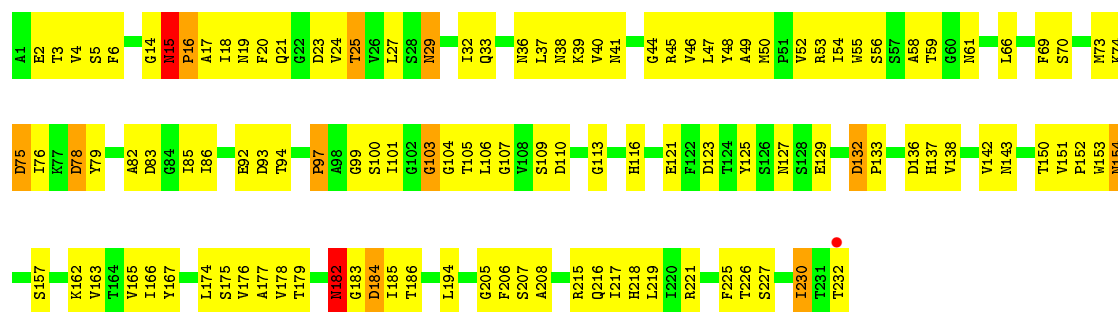 A1 E2 T3 V4 S5 F6 G14 N15 P16 A17 I18 N19 F20 Q21 G22 D23 V24 T25 V26 L27 S28 N29 I32 Q33 N36 L37 N38 K39 V40 N41 G44 R45 V46 L47 Y48 A49 M50 P51 V52 R53 I54 W55 S56 S57 A58 T59 G60 N61 L66 F69 S70 M73 K74
D75 I76 K77 D78 Y79 A82 D83 G84 I85 I86 E92 D93 T94 P97 A98 G99 S100 I101 G102 G103 G104 T105 L106 G107 V108 S109 D110 G113 H116 E121 F122 D123 T124 Y125 S126 N127 S128 E129 D132 P133 D136 H137 V138 V142 N143 T150 V151 P152 W153 N154
S157 K162 V163 T164 V165 I166 Y167 L174 S175 V176 A177 V178 T179 N182 G183 D184 I185 T186 L194 G205 F206 S207 A208 R215 Q216 I217 H218 L219 I220 R221 F225 T226 S227 I230 T231 T232